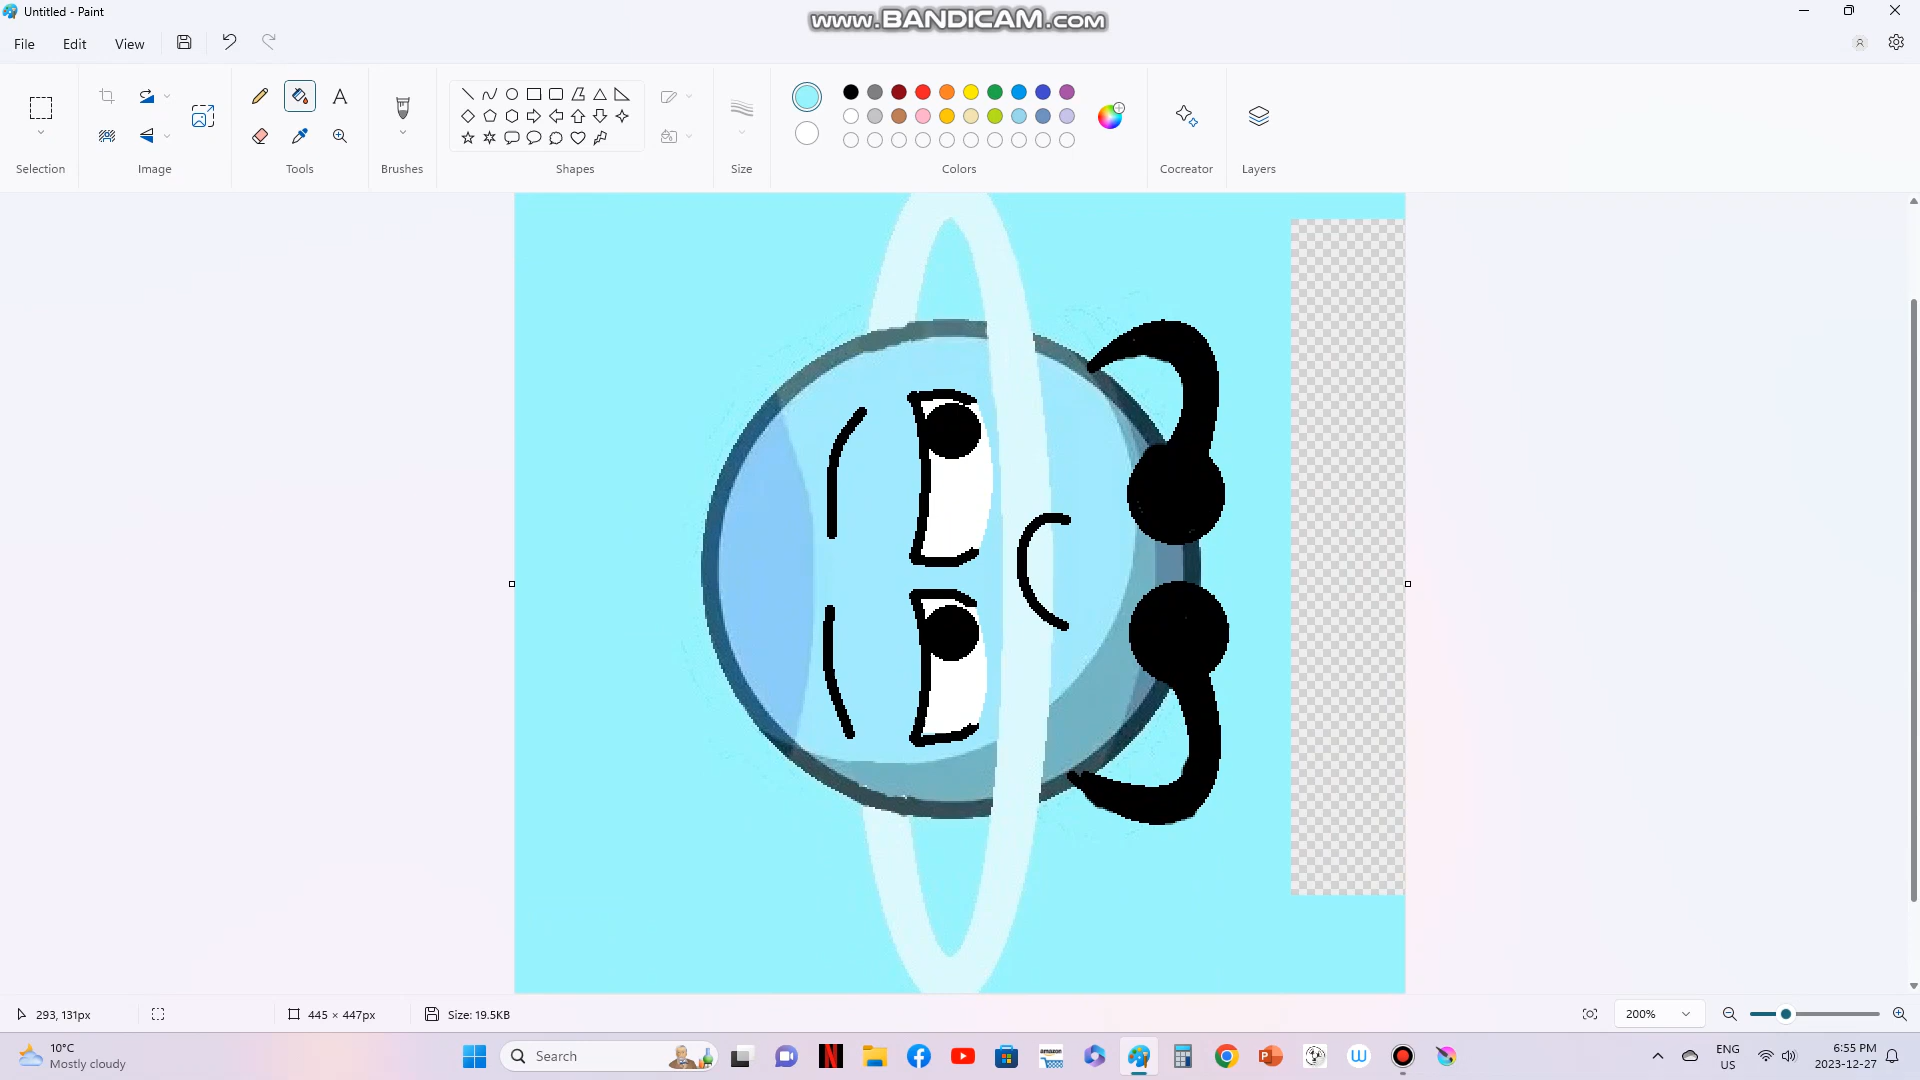 Untitled - Paint
www.BANDICAM.com
File Edit View
Selection Image Tools Brushes Shapes Size Colors Cocreator Layers
293, 131px
445 × 447px
Size: 19.5KB
200%
10°C
Mostly cloudy
Search
amazon
ENG
US
6:55 PM
2023-12-27